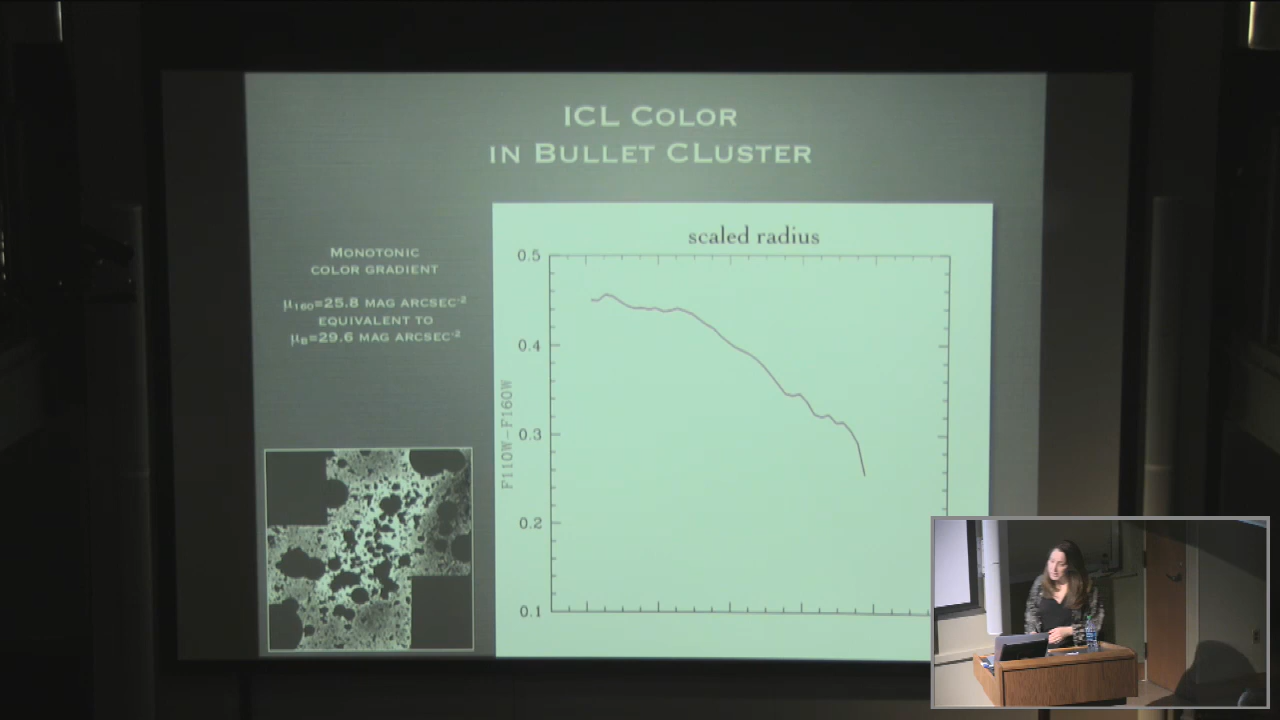 ICL COLOR
IN BULLET CLUSTER
MONOTONIC
COLOR GRADIENT
μ160=25.8 MAG ARCSEC-2
EQUIVALENT TO
μB=29.6 MAG ARCSEC-2
scaled radius
0.5
0.4
0.3
0.2
0.1
F110W-F160W